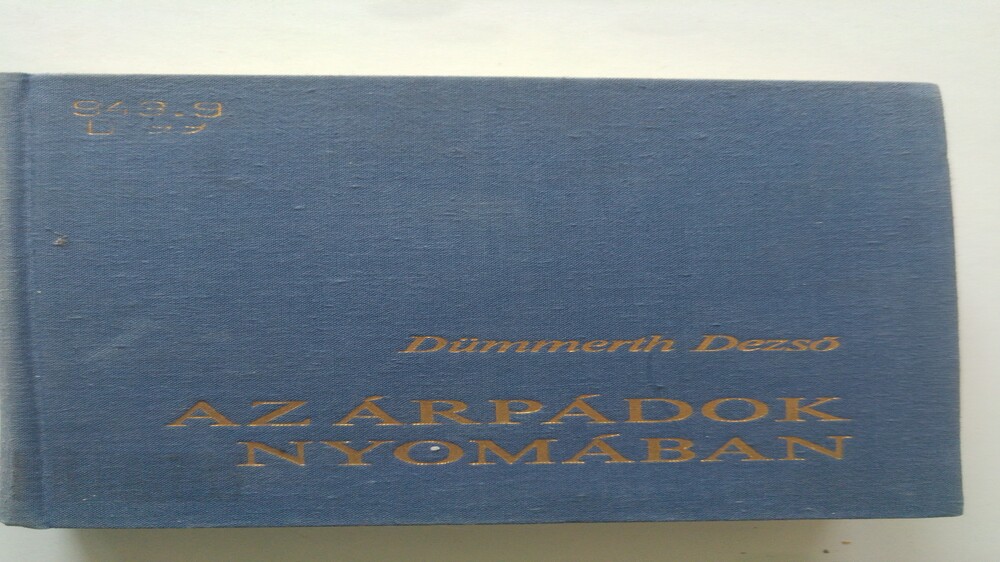 943.9
Dümmerth Dezső
AZ ÁRPÁDOK
NYOMÁBAN